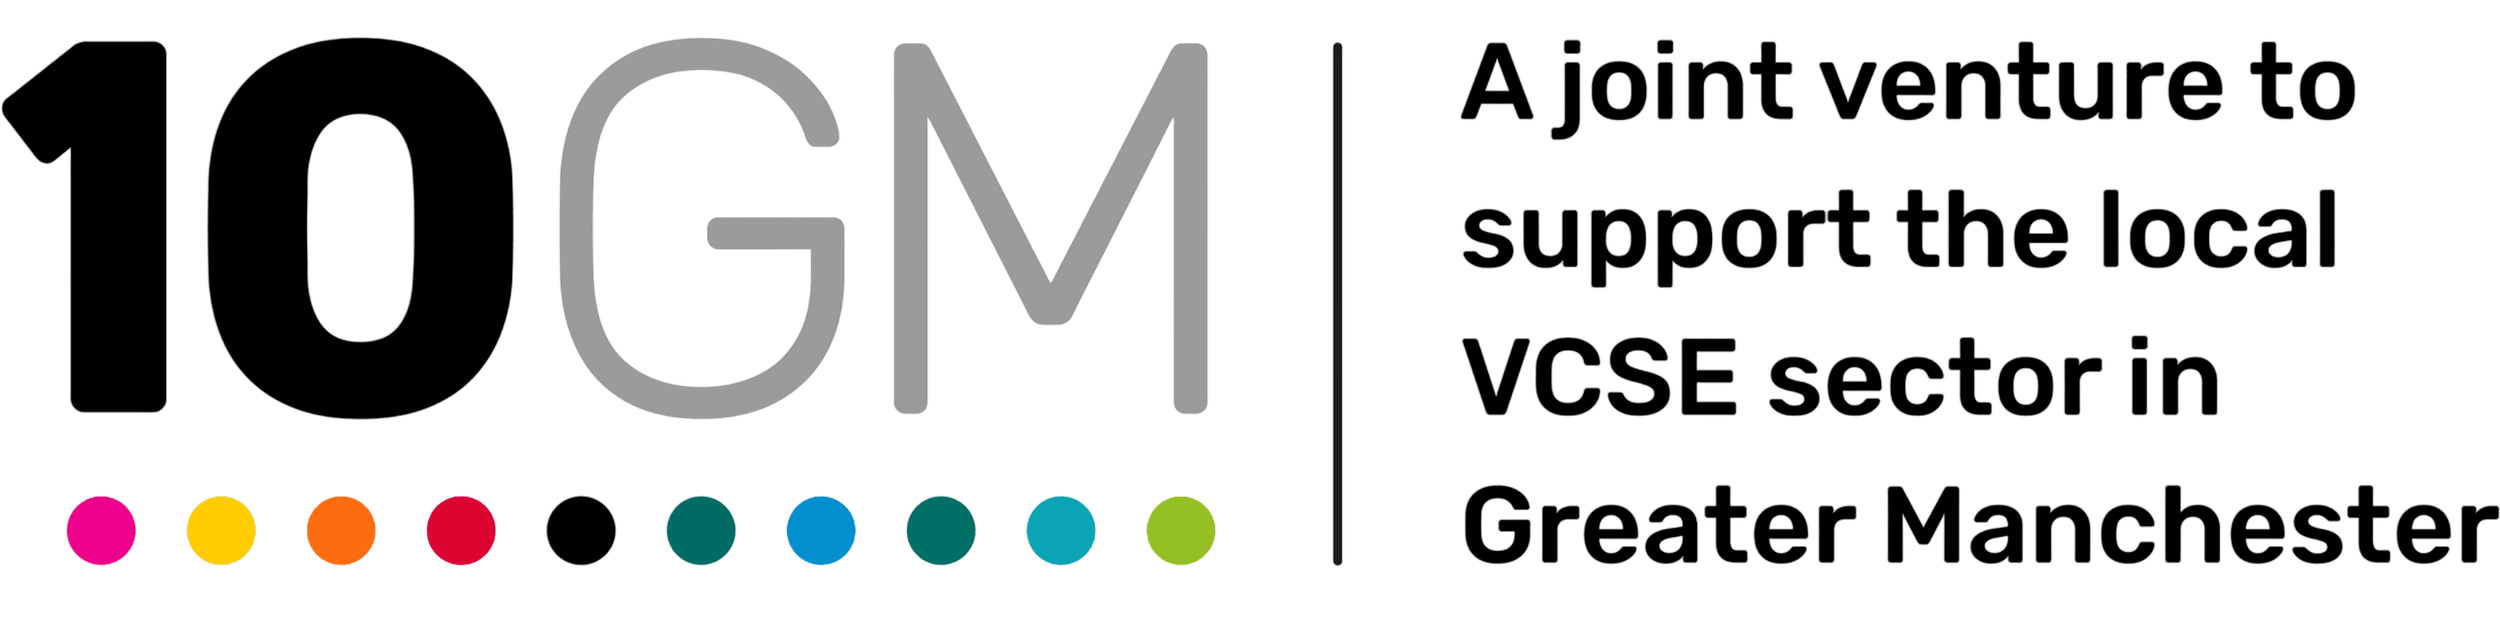 10GM
A joint venture to
support the local
VCSE sector in
Greater Manchester